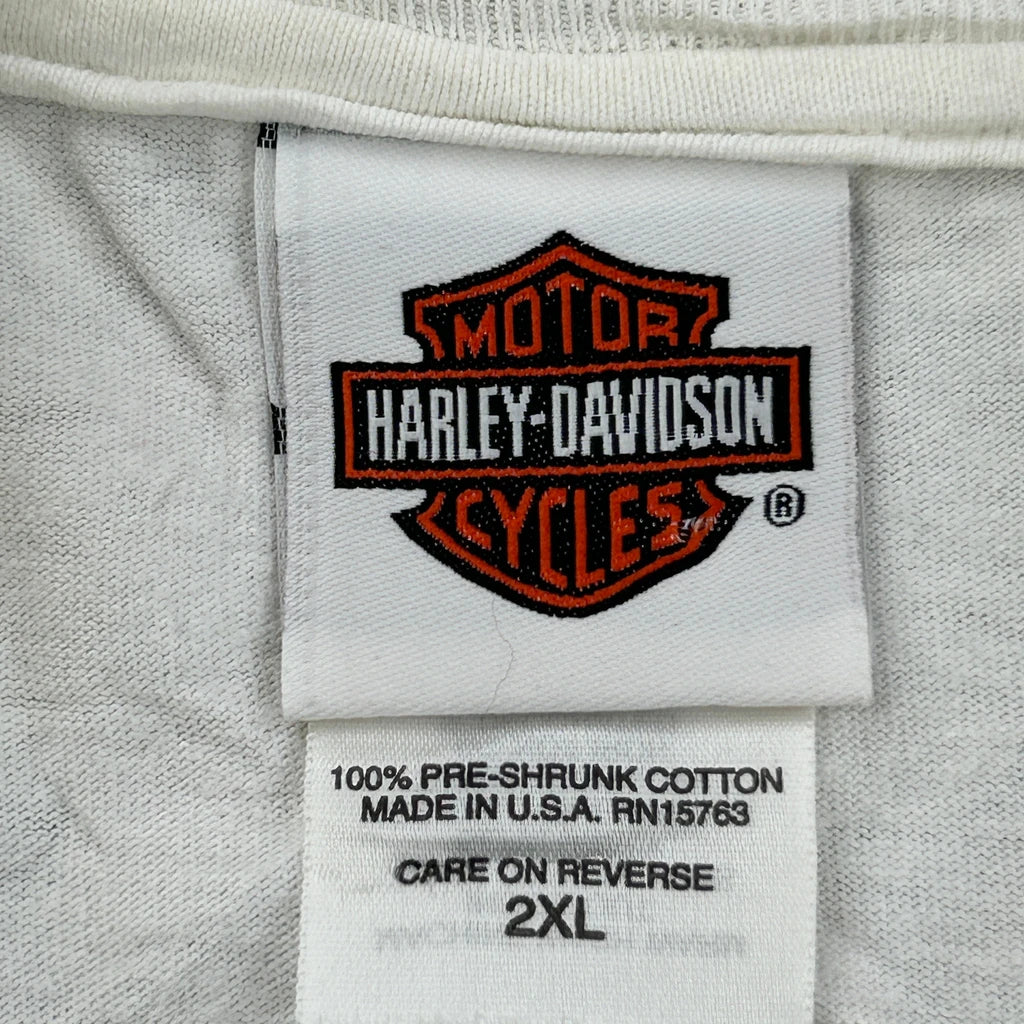 MOTOR
HARLEY-DAVIDSON
CYCLES
®
100% PRE-SHRUNK COTTON
MADE IN U.S.A. RN15763
CARE ON REVERSE
2XL